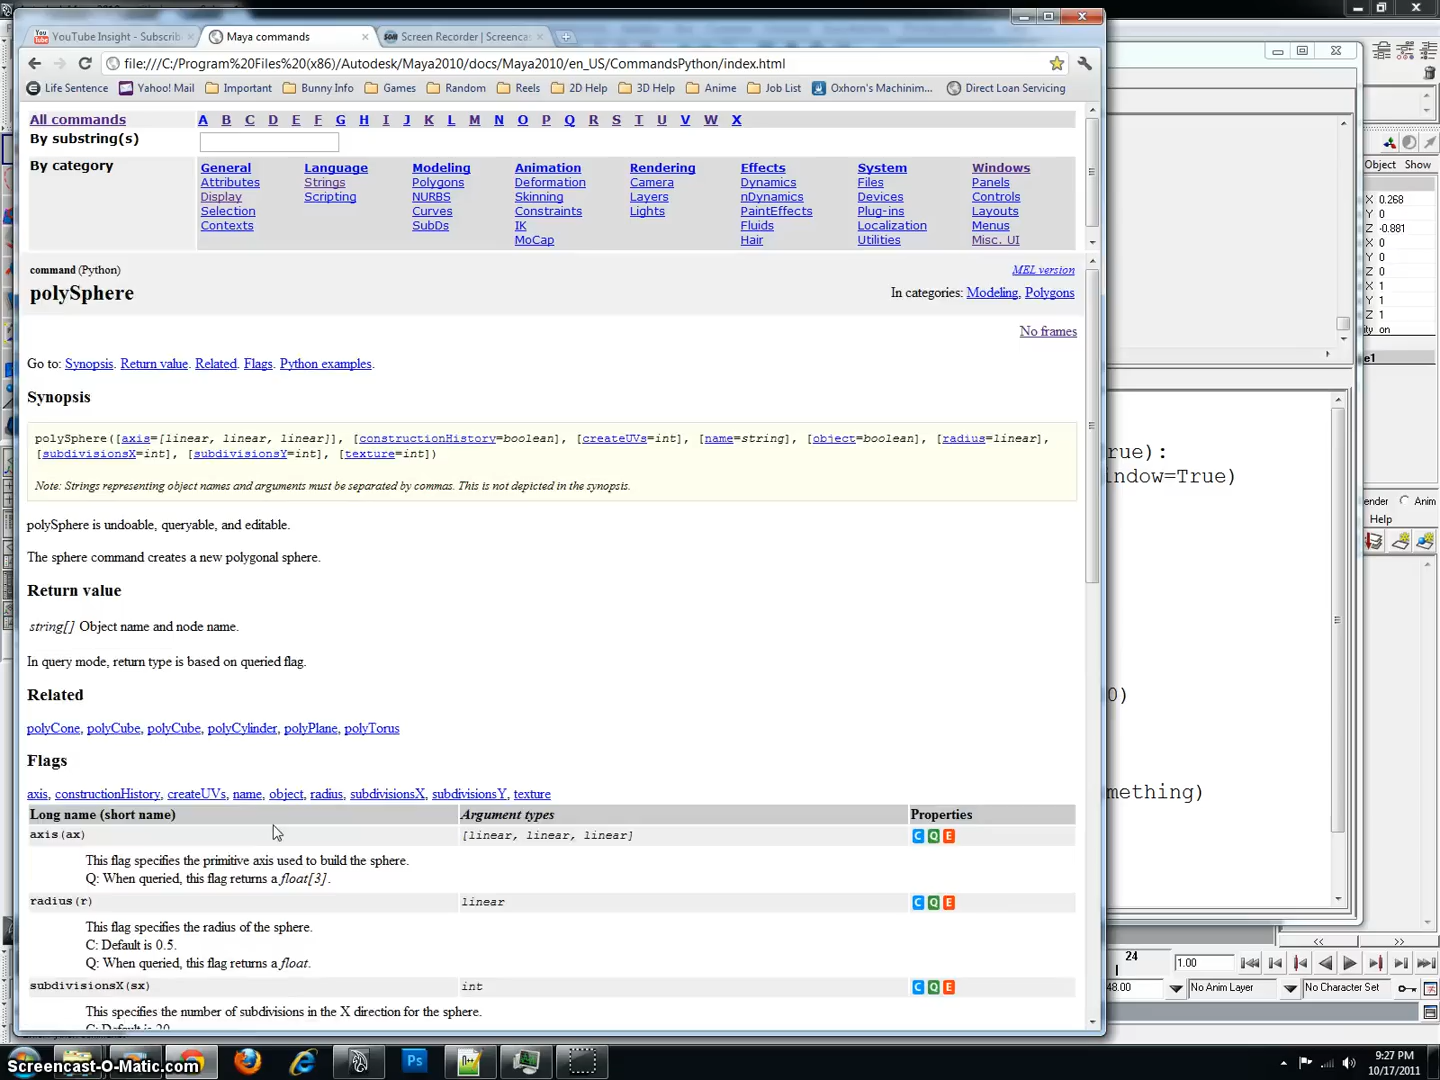 YouTube Insight - Subscrib
Maya commands
Screen Recorder | Screencas
file:///C:/Program%20Files%20(x86)/Autodesk/Maya2010/docs/Maya2010/en_US/CommandsPython/index.html
Life Sentence Yahoo! Mail Important Bunny Info Games Random Reels 2D Help 3D Help Anime Job List Oxhorn's Machinim... Direct Loan Servicing
All commands A B C D E F G H I J K L M N O P Q R S T U V W X
By substring(s)
By category General Language Modeling Animation Rendering Effects System Windows
Attributes Strings Polygons Deformation Camera Dynamics Files Panels
Display Scripting NURBS Skinning Layers nDynamics Devices Controls
Selection Curves Constraints Lights PaintEffects Plug-ins Layouts
Contexts SubDs IK Fluids Localization Menus
MoCap Hair Utilities Misc. UI
command (Python) MEL version
polySphere In categories: Modeling, Polygons
No frames
Go to: Synopsis. Return value. Related. Flags. Python examples.
Synopsis
polySphere([axis=[linear, linear, linear]], [constructionHistory=boolean], [createUVs=int], [name=string], [object=boolean], [radius=linear],
[subdivisionsX=int], [subdivisionsY=int], [texture=int])
Note: Strings representing object names and arguments must be separated by commas. This is not depicted in the synopsis.
polySphere is undoable, queryable, and editable.
The sphere command creates a new polygonal sphere.
Return value
string[] Object name and node name.
In query mode, return type is based on queried flag.
Related
polyCone, polyCube, polyCube, polyCylinder, polyPlane, polyTorus
Flags
axis, constructionHistory, createUVs, name, object, radius, subdivisionsX, subdivisionsY, texture
Long name (short name) Argument types Properties
axis(ax) [linear, linear, linear] C Q E
This flag specifies the primitive axis used to build the sphere.
Q: When queried, this flag returns a float[3].
radius(r) linear C Q E
This flag specifies the radius of the sphere.
C: Default is 0.5.
Q: When queried, this flag returns a float.
subdivisionsX(sx) int C Q E
This specifies the number of subdivisions in the X direction for the sphere.
C: Default is 20.
Object Show
X 0.268
Y 0
Z -0.881
X 0
Y 0
Z 0
X 1
Y 1
Z 1
ity on
e1
rue):
indow=True)
ender Anim
Help
0)
mething)
24
1.00
48.00 No Anim Layer No Character Set
Screencast-O-Matic.com
Ps
9:27 PM
10/17/2011